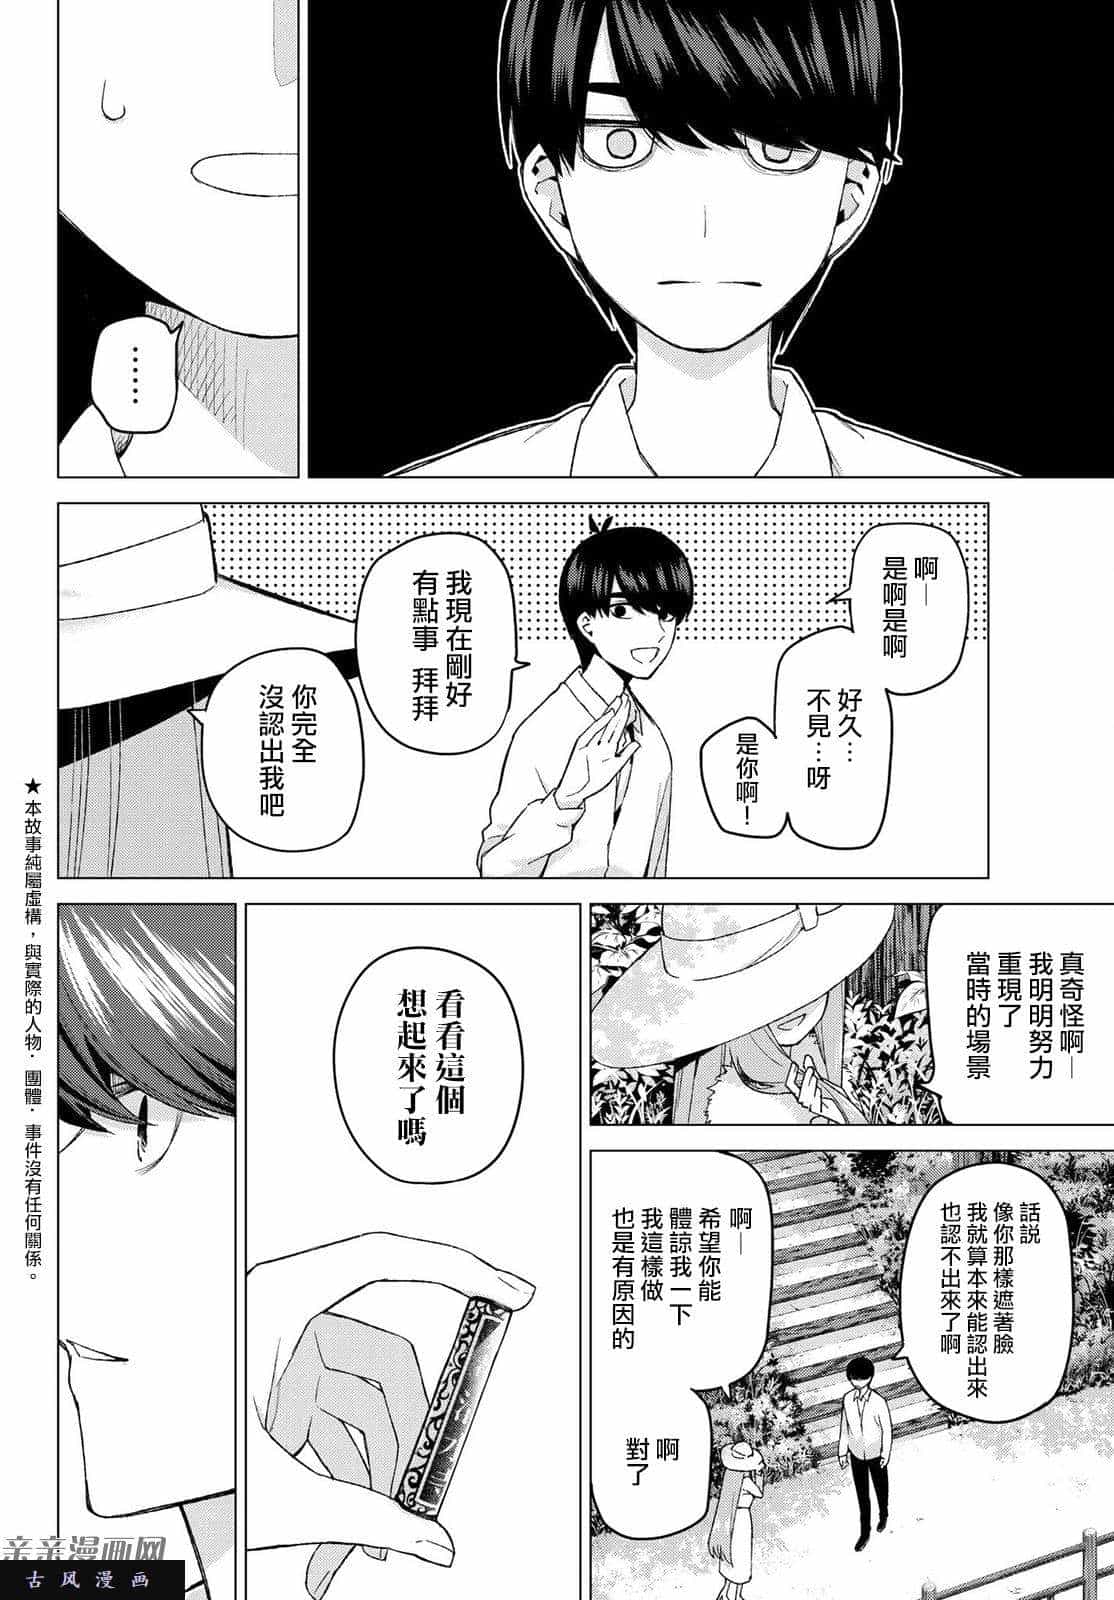 ……
啊—
是啊是啊
好久…
不見…呀
是你啊！
我現在剛好
有點事 拜拜
你完全
沒認出我吧
真奇怪啊—
我明明努力
重現了
當時的場景
話説
像你那樣遮著臉
我就算本來能認出來
也認不出來了啊
啊—
希望你能
體諒我一下
我這樣做
也是有原因的
啊
對了
看看這個
想起來了嗎
★本故事純屬虛構，與實際的人物．團體．事件沒有任何關係。
亲亲漫画网
古风漫画